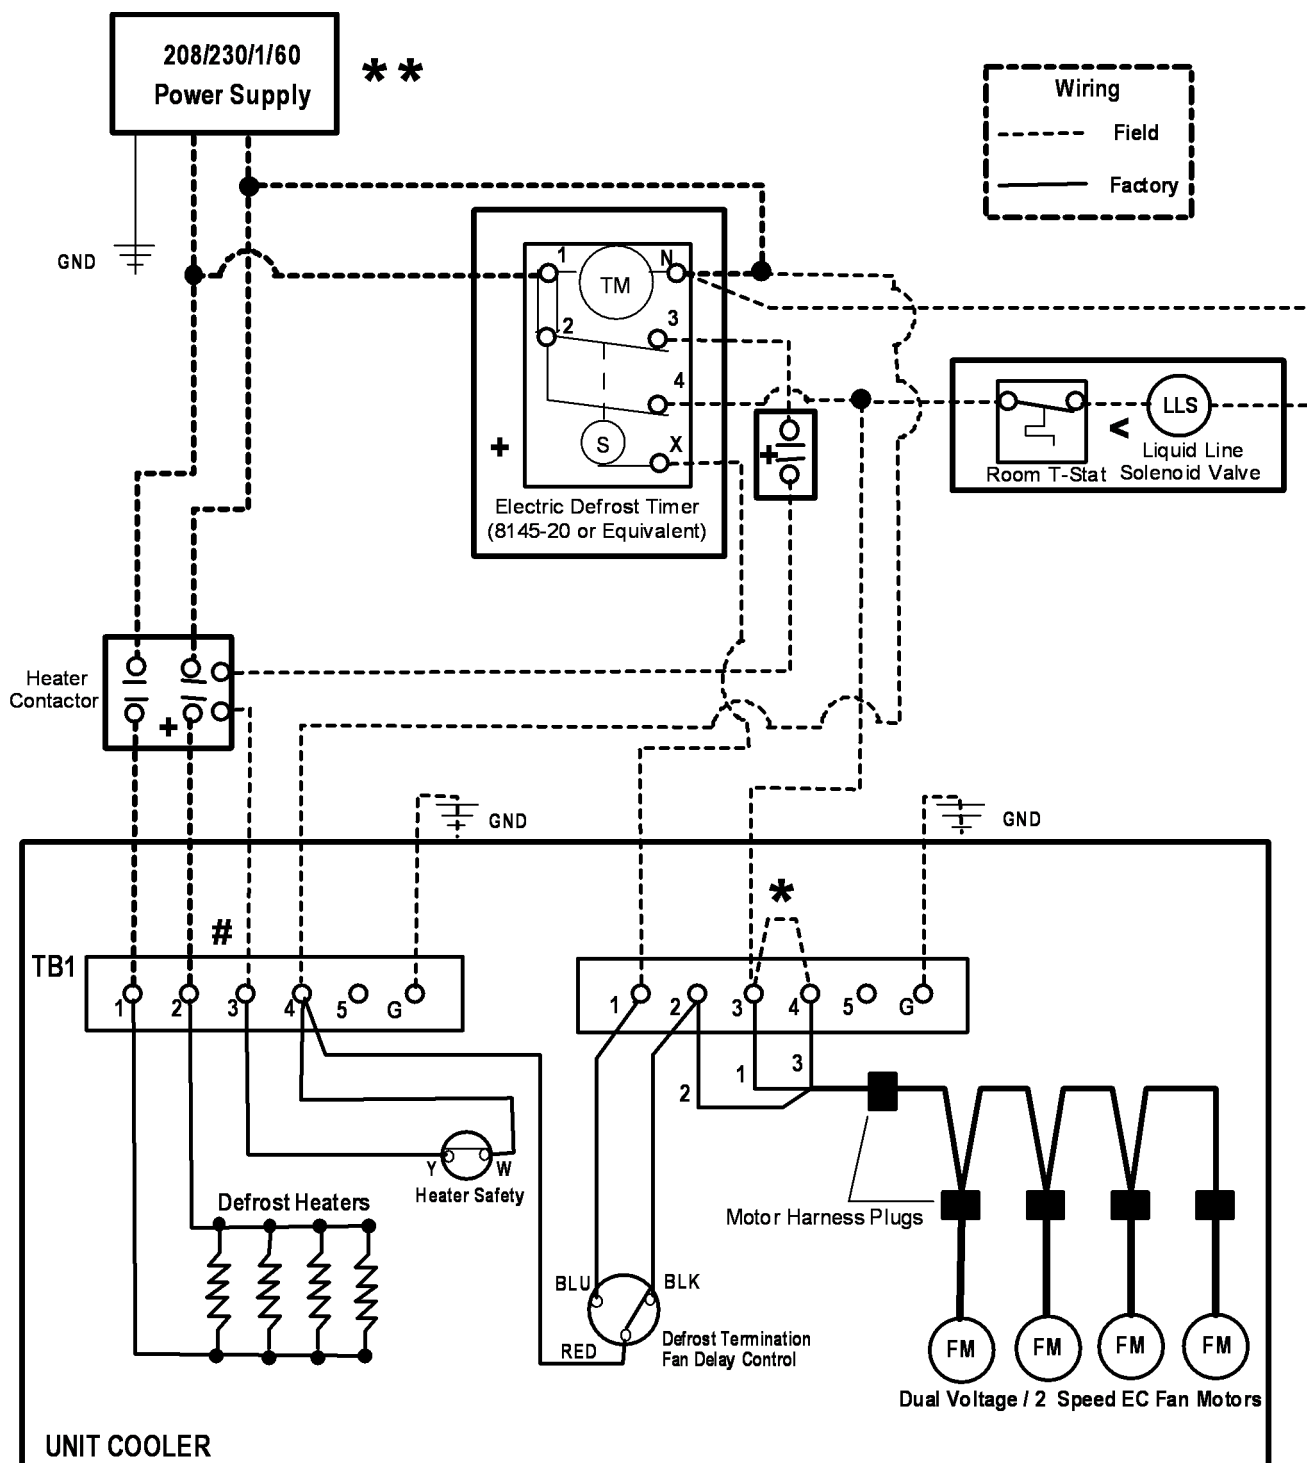 208/230/1/60
Power Supply
**
Wiring
Field
Factory
GND
1
N
TM
2
3
4
S
X
+
Electric Defrost Timer
(8145-20 or Equivalent)
+
<
LLS
Room T-Stat
Liquid Line
Solenoid Valve
Heater
Contactor
+
GND
GND
*
#
TB1
1
2
3
4
5
G
1
2
3
4
5
G
1
3
2
Y
W
Heater Safety
Defrost Heaters
Motor Harness Plugs
BLU
BLK
RED
Defrost Termination
Fan Delay Control
FM
FM
FM
FM
Dual Voltage / 2 Speed EC Fan Motors
UNIT COOLER